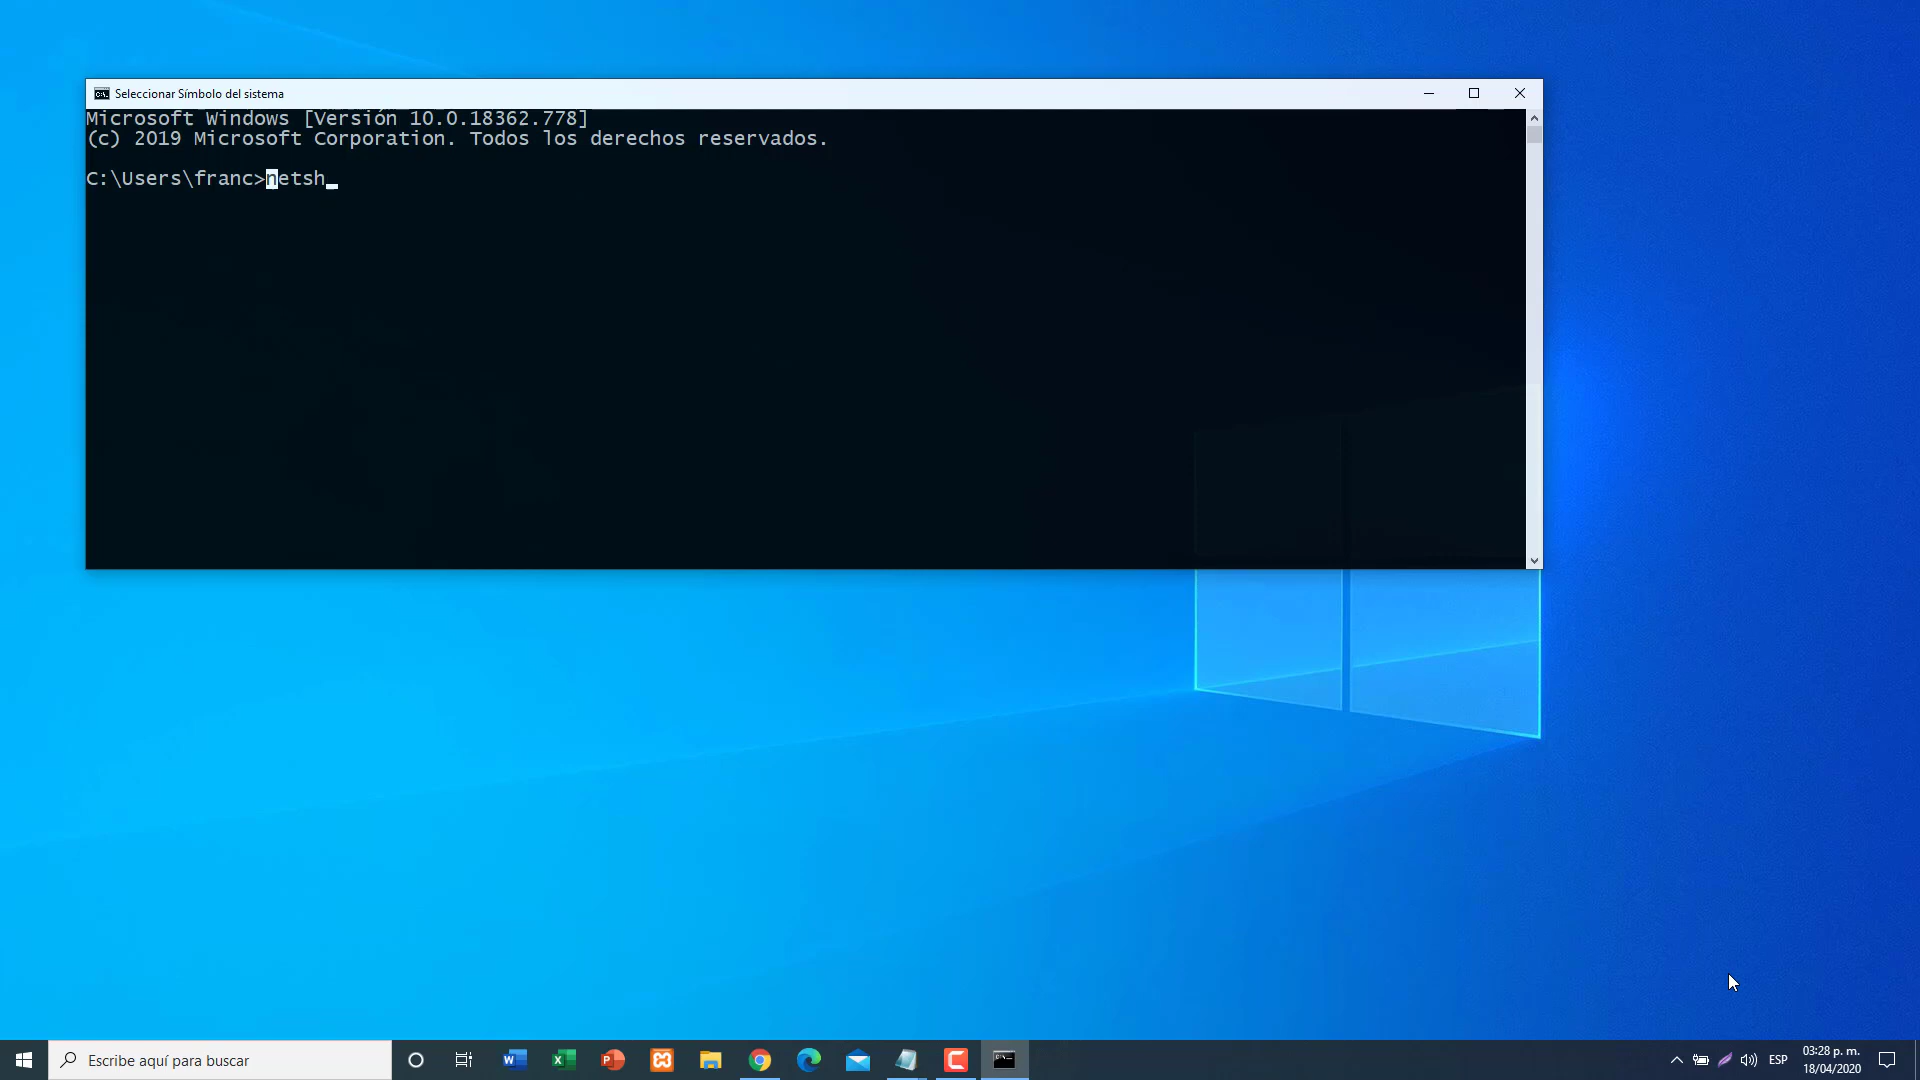 Seleccionar Símbolo del sistema
Microsoft Windows [Versión 10.0.18362.778]
(c) 2019 Microsoft Corporation. Todos los derechos reservados.
C:\Users\franc>netsh_
Escribe aquí para buscar
ESP
03:28 p. m.
18/04/2020